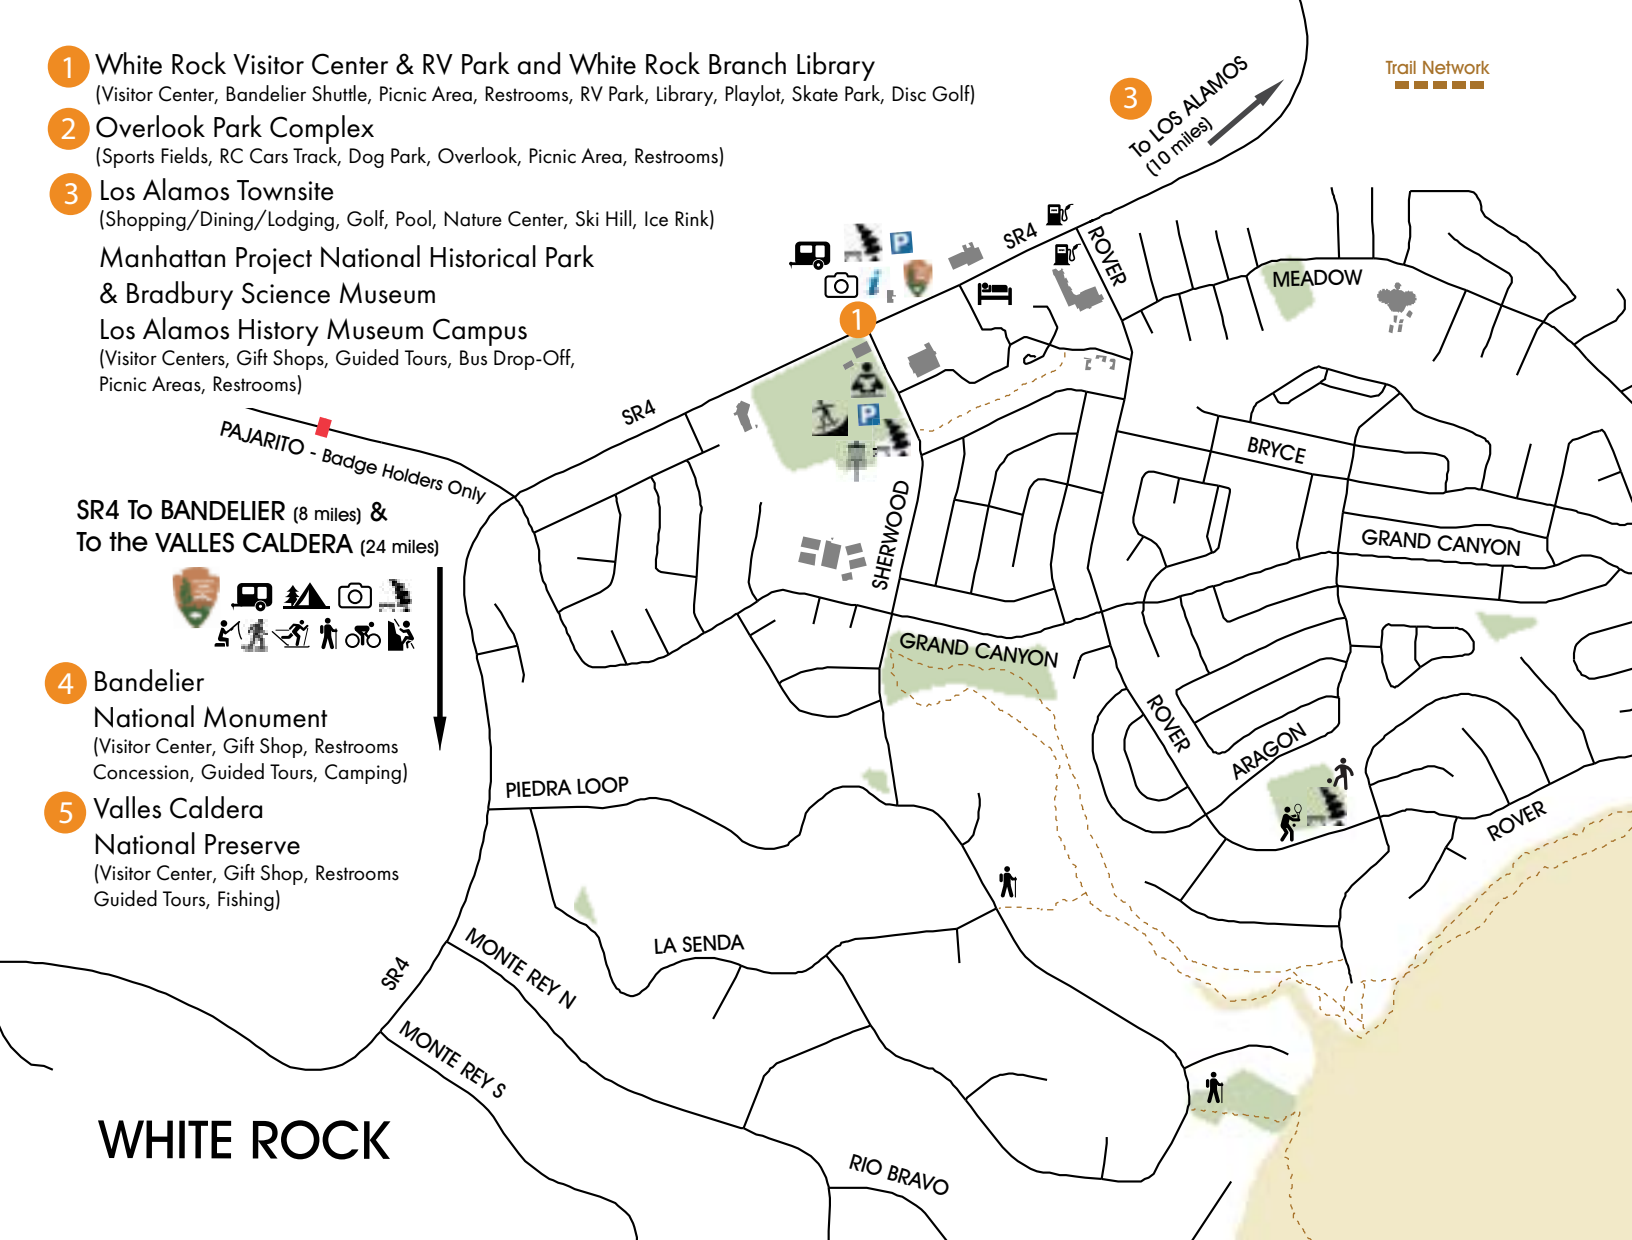 1 White Rock Visitor Center & RV Park and White Rock Branch Library
(Visitor Center, Bandelier Shuttle, Picnic Area, Restrooms, RV Park, Library, Playlot, Skate Park, Disc Golf)
2 Overlook Park Complex
(Sports Fields, RC Cars Track, Dog Park, Overlook, Picnic Area, Restrooms)
3 Los Alamos Townsite
(Shopping/Dining/Lodging, Golf, Pool, Nature Center, Ski Hill, Ice Rink)
Manhattan Project National Historical Park
& Bradbury Science Museum
Los Alamos History Museum Campus
(Visitor Centers, Gift Shops, Guided Tours, Bus Drop-Off,
Picnic Areas, Restrooms)
Trail Network
3
To LOS ALAMOS
(10 miles)
SR4
ROVER
MEADOW
P
1
P
SR4
PAJARITO - Badge Holders Only
SR4 To BANDELIER (8 miles) &
To the VALLES CALDERA (24 miles)
BRYCE
GRAND CANYON
SHERWOOD
GRAND CANYON
4 Bandelier
National Monument
(Visitor Center, Gift Shop, Restrooms
Concession, Guided Tours, Camping)
5 Valles Caldera
National Preserve
(Visitor Center, Gift Shop, Restrooms
Guided Tours, Fishing)
ROVER
ARAGON
PIEDRA LOOP
ROVER
LA SENDA
MONTE REY N
SR4
MONTE REY S
WHITE ROCK
RIO BRAVO